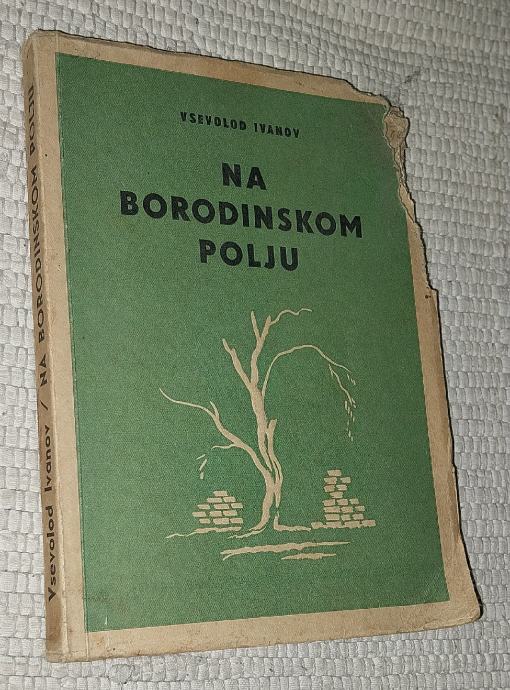 VSEVOLOD IVANOV
NA
BORODINSKOM
POLJU
Vsevolod Ivanov / NA BORODINSKOM POLJU